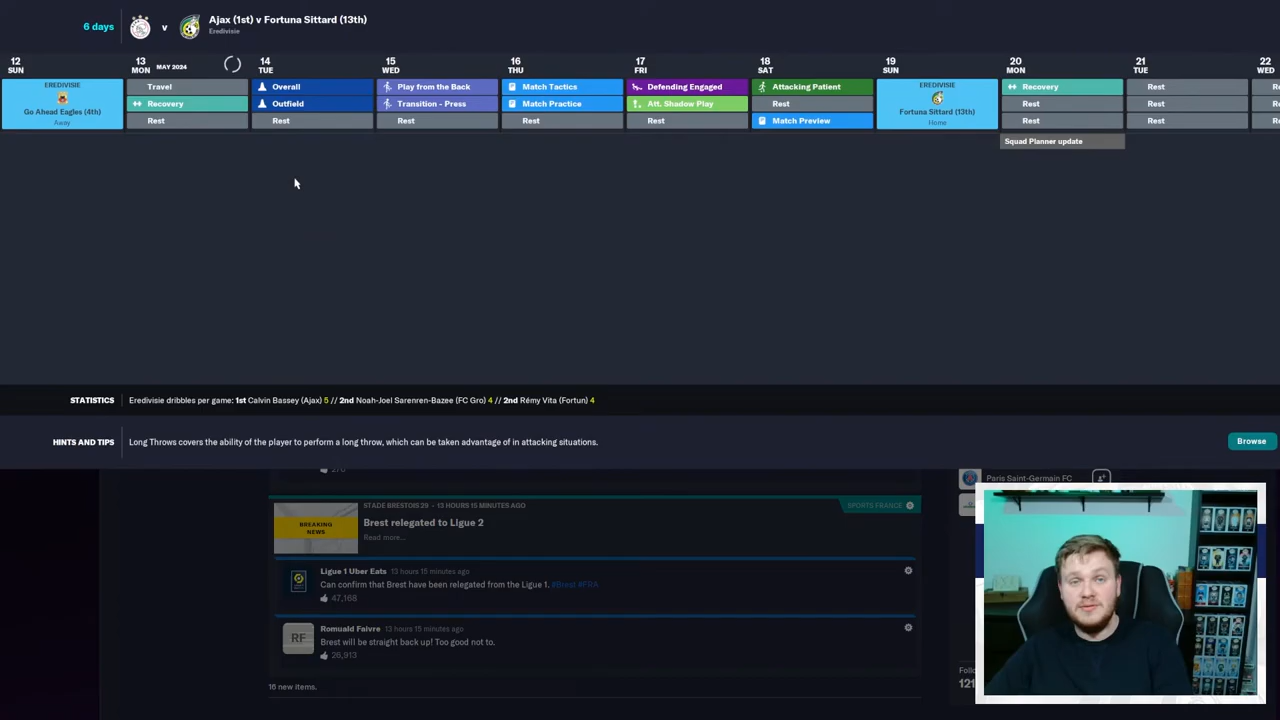 6 days
v
Ajax (1st) v Fortuna Sittard (13th)
Eredivisie
12
SUN
13
MON MAY 2024
14
TUE
15
WED
16
THU
17
FRI
18
SAT
19
SUN
20
MON
21
TUE
22
WED
EREDIVISIE
Go Ahead Eagles (4th)
Away
Travel
Recovery
Rest
Overall
Outfield
Rest
Play from the Back
Transition - Press
Rest
Match Tactics
Match Practice
Rest
Defending Engaged
Att. Shadow Play
Rest
Attacking Patient
Rest
Match Preview
EREDIVISIE
Fortuna Sittard (13th)
Home
Recovery
Rest
Rest
Squad Planner update
Rest
Rest
Rest
STATISTICS
Eredivisie dribbles per game: 1st Calvin Bassey (Ajax) 5 // 2nd Noah-Joel Sarenren-Bazee (FC Gro) 4 // 2nd Rémy Vita (Fortun) 4
HINTS AND TIPS
Long Throws covers the ability of the player to perform a long throw, which can be taken advantage of in attacking situations.
Browse
Paris Saint-Germain FC
STADE BRESTOIS 29 - 13 HOURS 15 MINUTES AGO
SPORTS FRANCE
BREAKING
NEWS
Brest relegated to Ligue 2
Read more...
Ligue 1 Uber Eats 13 hours 15 minutes ago
Can confirm that Brest have been relegated from the Ligue 1. #Brest #FRA
47,168
RF
Romuald Faivre 13 hours 15 minutes ago
Brest will be straight back up! Too good not to.
26,913
16 new items.